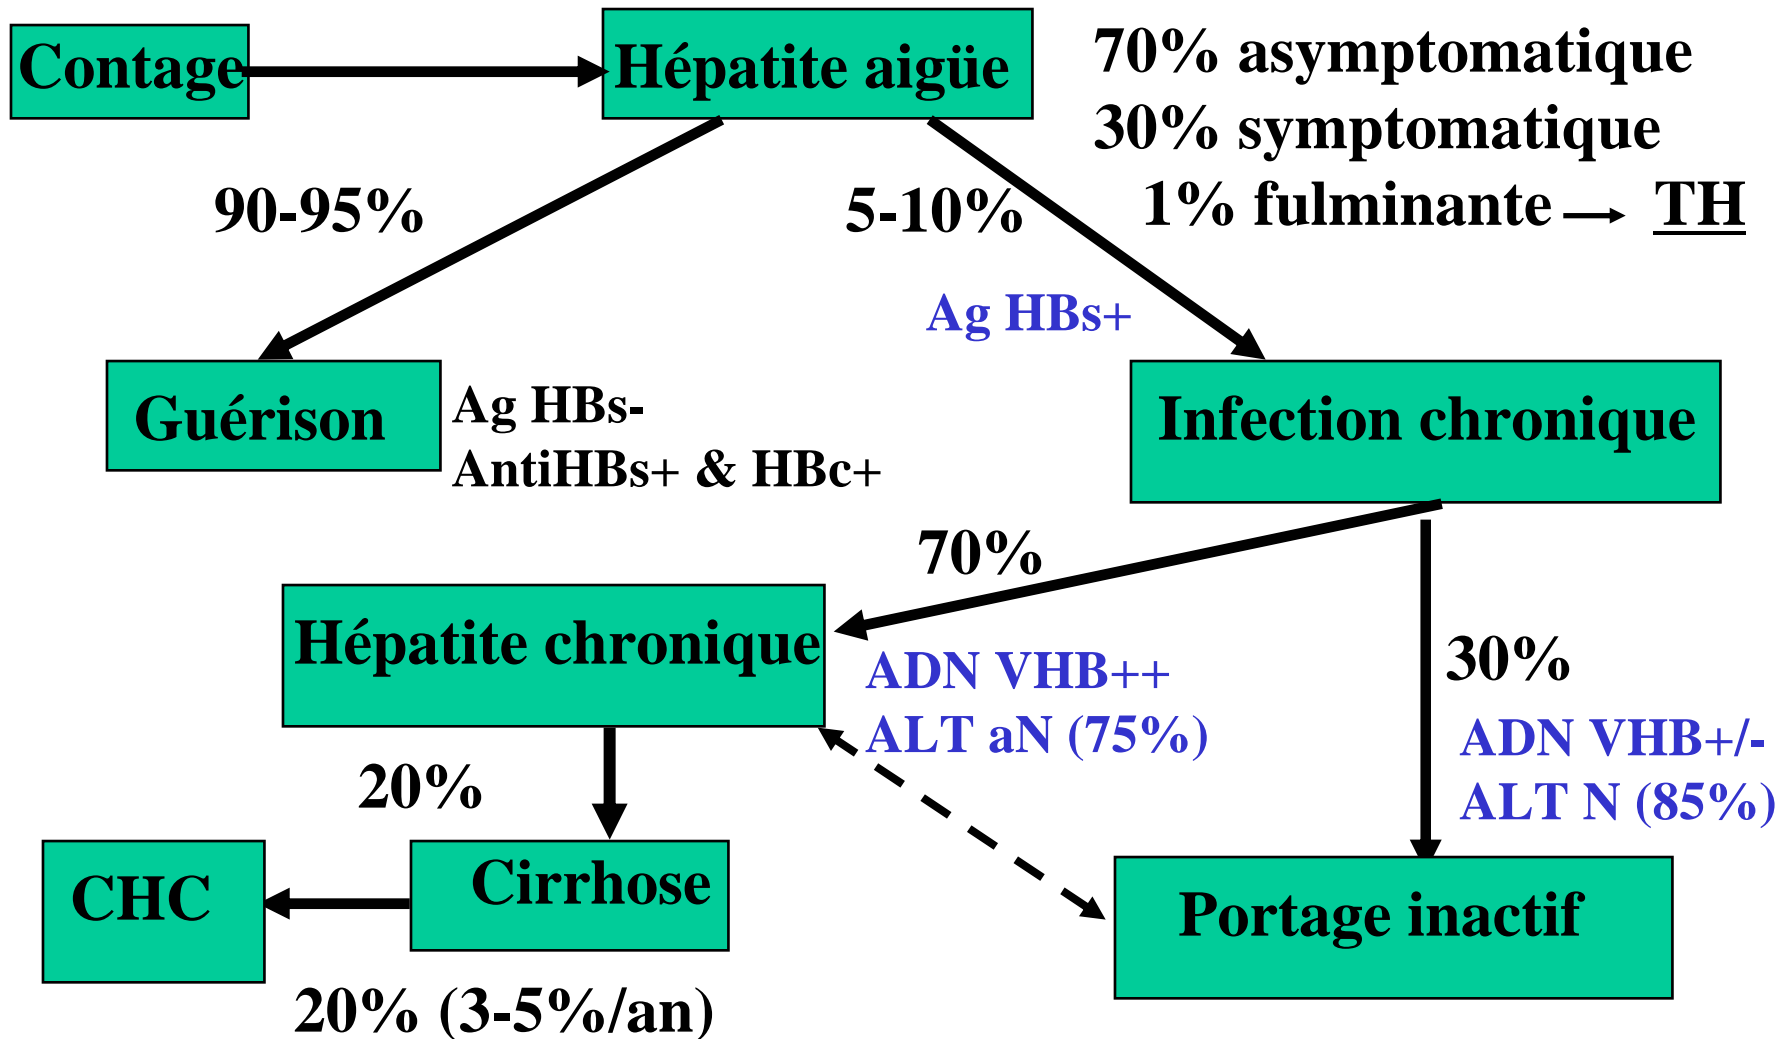 Contage
Hépatite aigüe
70% asymptomatique
30% symptomatique
1% fulminante → TH
90-95%
5-10%
Ag HBs+
Guérison
Ag HBs-
AntiHBs+ & HBc+
Infection chronique
70%
Hépatite chronique
ADN VHB++
ALT aN (75%)
30%
ADN VHB+/-
ALT N (85%)
20%
CHC
Cirrhose
Portage inactif
20% (3-5%/an)